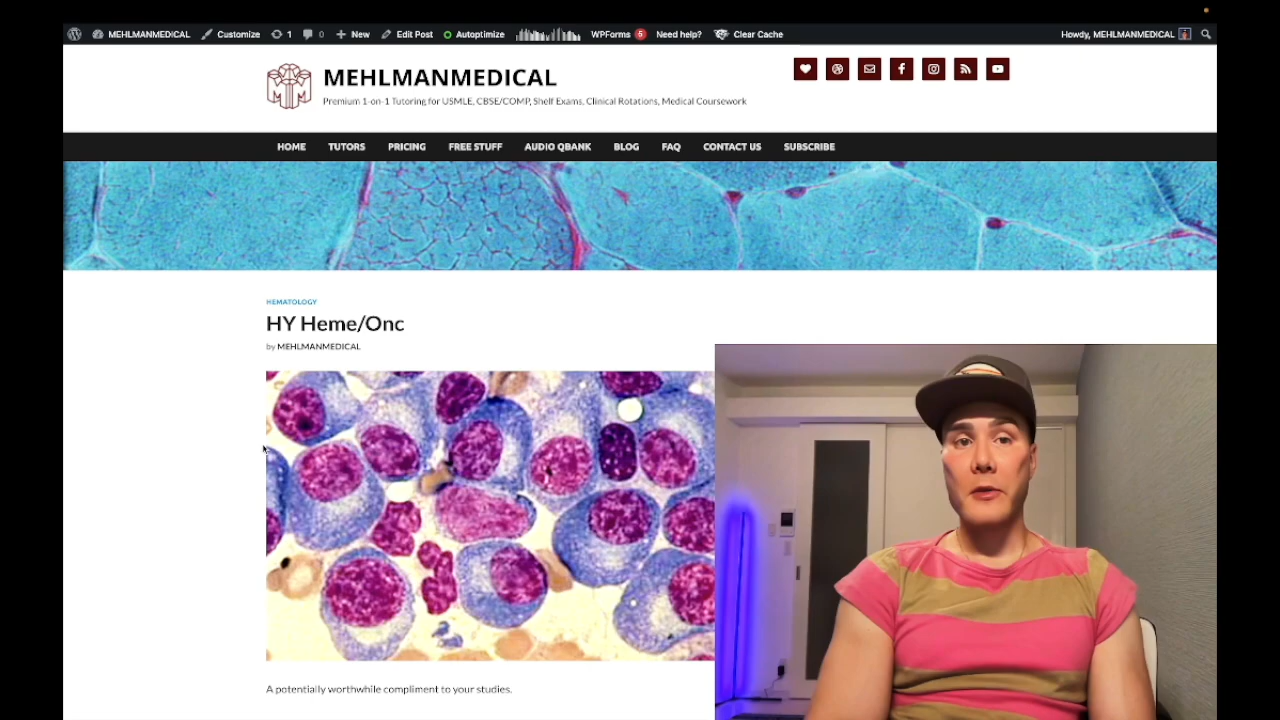 MEHLMANMEDICAL Customize 1 0 New Edit Post Autoptimize WPForms 5 Need help? Clear Cache Howdy, MEHLMANMEDICAL
MEHLMANMEDICAL
Premium 1-on-1 Tutoring for USMLE, CBSE/COMP, Shelf Exams, Clinical Rotations, Medical Coursework
HOME TUTORS PRICING FREE STUFF AUDIO QBANK BLOG FAQ CONTACT US SUBSCRIBE
HEMATOLOGY
HY Heme/Onc
by MEHLMANMEDICAL
A potentially worthwhile compliment to your studies.